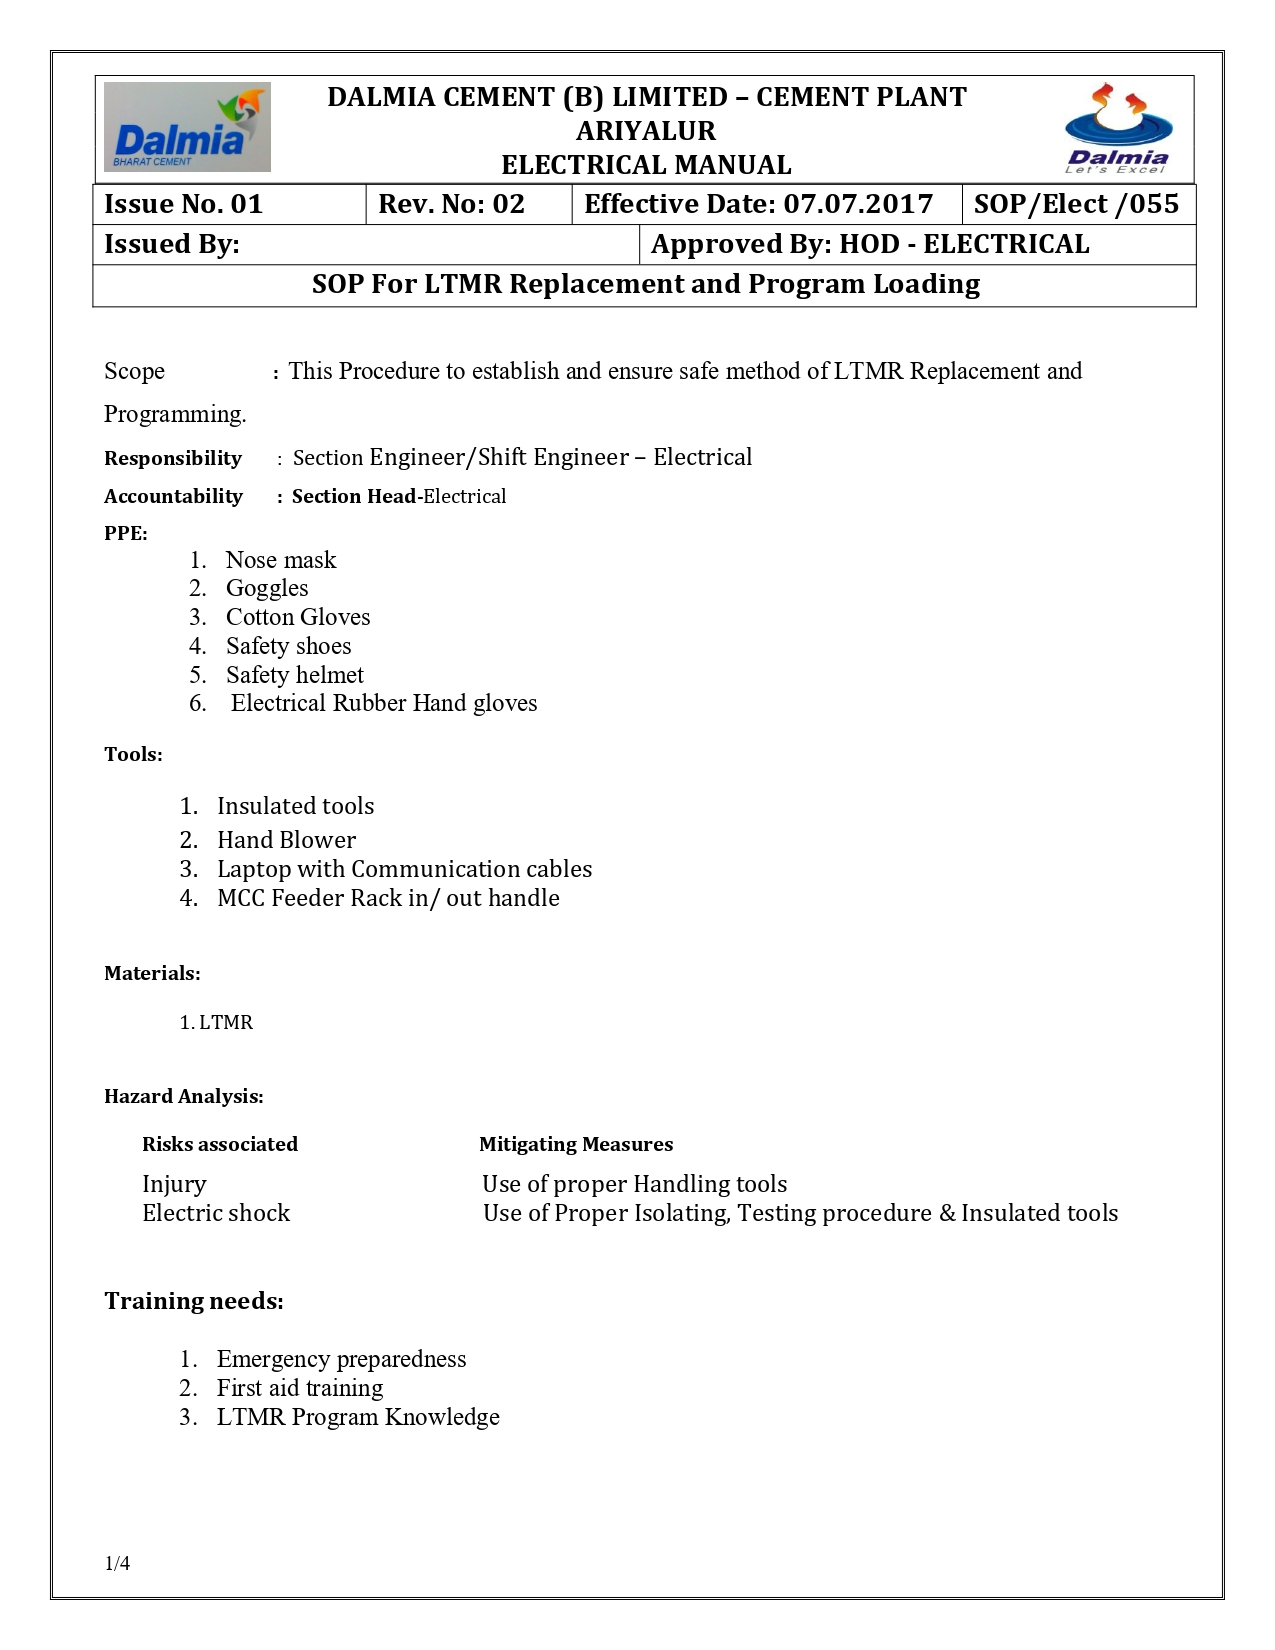 Dalmia
BHARAT CEMENT
DALMIA CEMENT (B) LIMITED – CEMENT PLANT
ARIYALUR
ELECTRICAL MANUAL
Dalmia
Let's Excel
Issue No. 01 Rev. No: 02 Effective Date: 07.07.2017 SOP/Elect /055
Issued By: Approved By: HOD - ELECTRICAL
SOP For LTMR Replacement and Program Loading
Scope : This Procedure to establish and ensure safe method of LTMR Replacement and
Programming.
Responsibility : Section Engineer/Shift Engineer – Electrical
Accountability : Section Head-Electrical
PPE:
1. Nose mask
2. Goggles
3. Cotton Gloves
4. Safety shoes
5. Safety helmet
6. Electrical Rubber Hand gloves
Tools:
1. Insulated tools
2. Hand Blower
3. Laptop with Communication cables
4. MCC Feeder Rack in/ out handle
Materials:
1. LTMR
Hazard Analysis:
Risks associated Mitigating Measures
Injury Use of proper Handling tools
Electric shock Use of Proper Isolating, Testing procedure & Insulated tools
Training needs:
1. Emergency preparedness
2. First aid training
3. LTMR Program Knowledge
1/4